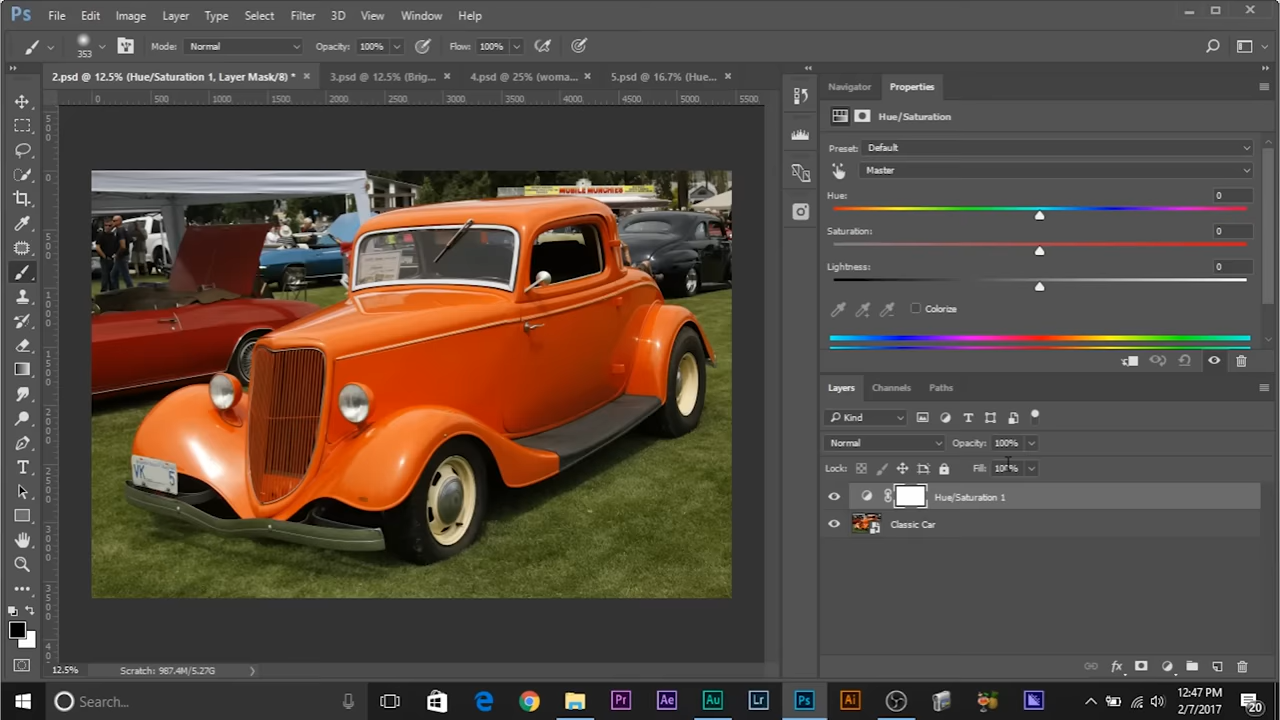 Ps File Edit Image Layer Type Select Filter 3D View Window Help
353 Mode: Normal Opacity: 100% Flow: 100%
2.psd @ 12.5% (Hue/Saturation 1, Layer Mask/8) * × 3.psd @ 12.5% (Brig... × 4.psd @ 25% (woma... × 5.psd @ 16.7% (Hue... ×
0 500 1000 1500 2000 2500 3000 3500 4000 4500 5000 5500
Navigator Properties
Hue/Saturation
Preset: Default
Master
Hue: 0
Saturation: 0
Lightness: 0
Colorize
MOBILE MUNCHIES
VK 5
Layers Channels Paths
Kind
Normal Opacity: 100%
Lock: Fill: 100%
Hue/Saturation 1
Classic Car
fx
12.5% Scratch: 987.4M/5.27G
Search... Pr Ae Au Lr Ps Ai
12:47 PM
2/7/2017
20